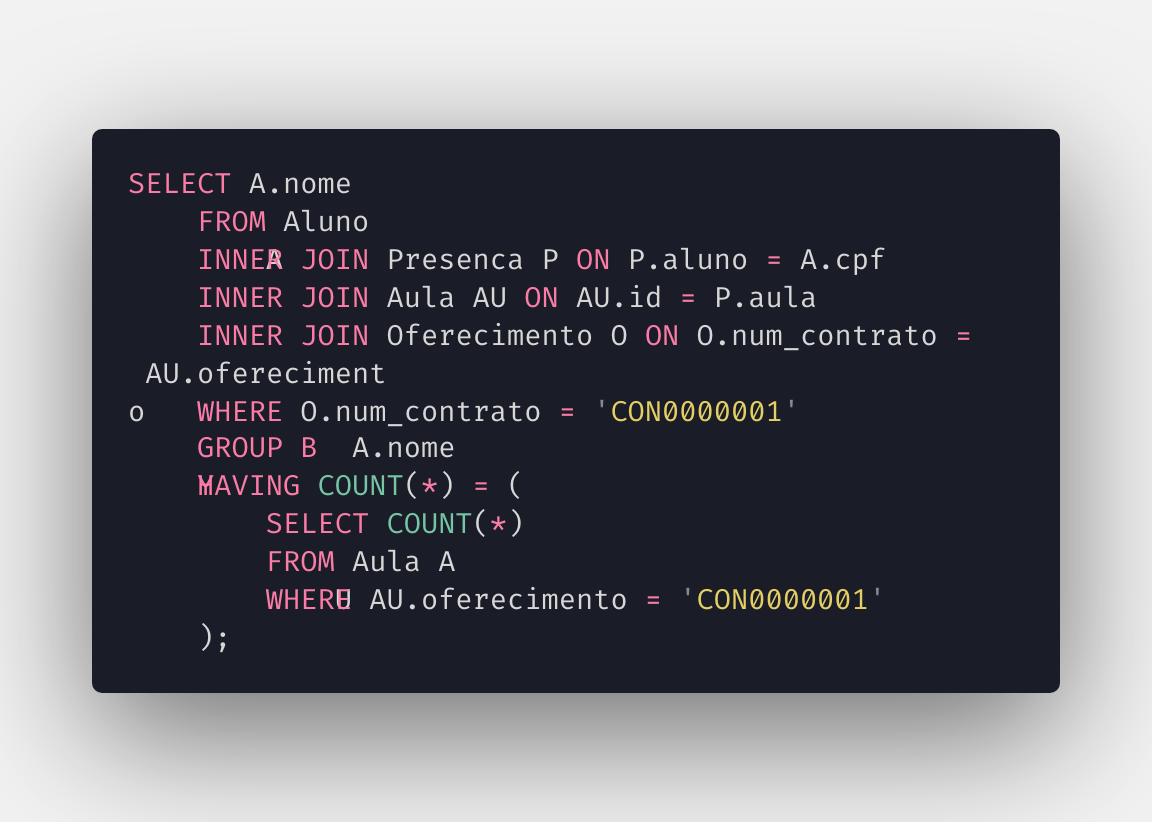 SELECT A.nome
FROM Aluno A
INNER JOIN Presenca P ON P.aluno = A.cpf
INNER JOIN Aula AU ON AU.id = P.aula
INNER JOIN Oferecimento O ON O.num_contrato =
AU.ofereciment
o WHERE O.num_contrato = 'CON0000001'
GROUP BY A.nome
HAVING COUNT(*) = (
SELECT COUNT(*)
FROM Aula AU
WHERE AU.oferecimento = 'CON0000001'
);